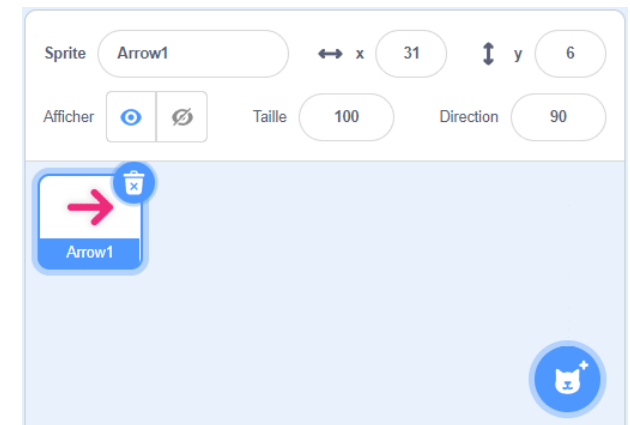 Sprite Arrow1 x 31 y 6
Afficher Taille 100 Direction 90
Arrow1